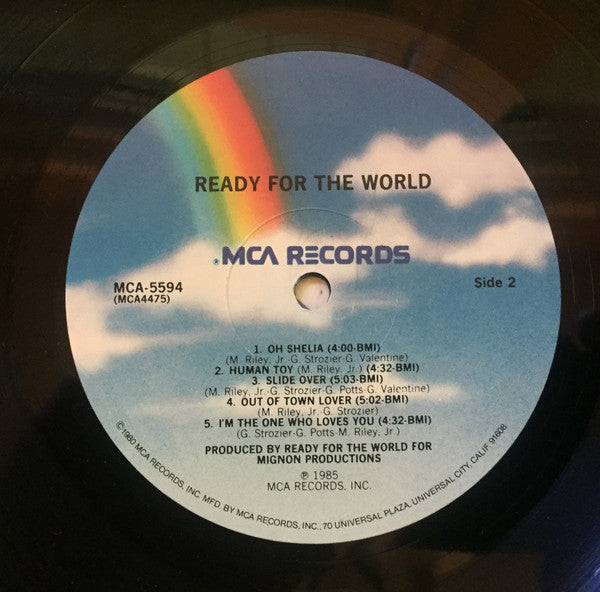 READY FOR THE WORLD
® MCA RECORDS
MCA-5594
(MCA4475)
Side 2
1. OH SHELIA (4:00-BMI)
(M. Riley, Jr.-G. Strozier-G. Valentine)
2. HUMAN TOY (M. Riley, Jr.) (4:32-BMI)
3. SLIDE OVER (5:03-BMI)
(M. Riley, Jr.-G. Strozier-G. Potts-G. Valentine)
4. OUT OF TOWN LOVER (5:02-BMI)
(M. Riley, Jr.-G. Strozier)
5. I'M THE ONE WHO LOVES YOU (4:32-BMI)
(G. Strozier-G. Potts-M. Riley, Jr.)
PRODUCED BY READY FOR THE WORLD FOR
MIGNON PRODUCTIONS
℗ 1985
MCA RECORDS, INC.
©1980 MCA RECORDS, INC. MFD. BY MCA RECORDS, INC., 70 UNIVERSAL PLAZA, UNIVERSAL CITY, CALIF. 91608